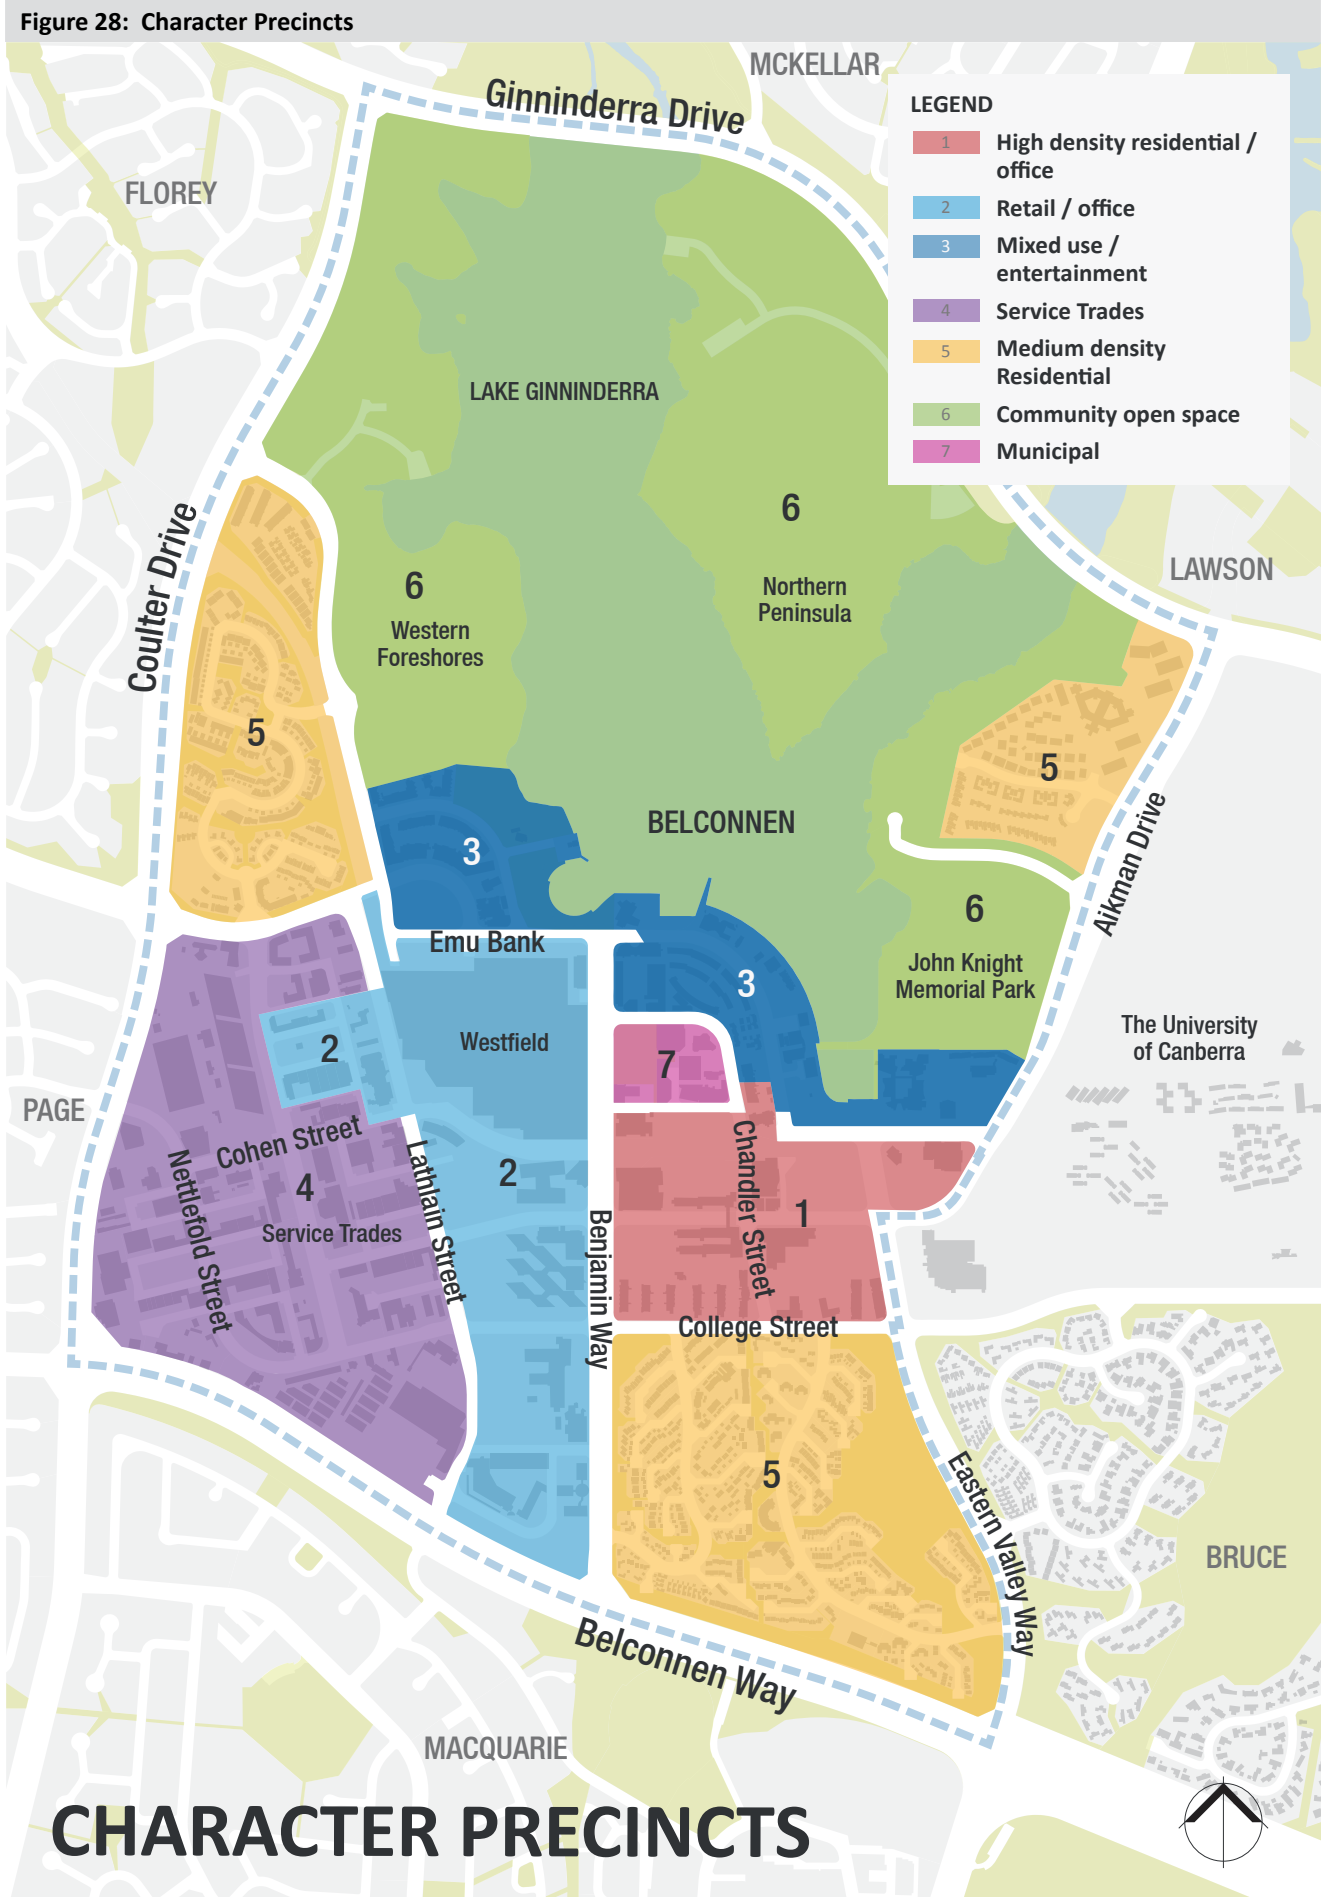 Figure 28: Character Precincts
MCKELLAR
Ginninderra Drive
LEGEND
1 High density residential /
office
2 Retail / office
3 Mixed use /
entertainment
4 Service Trades
5 Medium density
Residential
6 Community open space
7 Municipal
FLOREY
LAKE GINNINDERRA
6
Northern
Peninsula
6
Western
Foreshores
Coulter Drive
LAWSON
5
5
BELCONNEN
3
Aikman Drive
6
John Knight
Memorial Park
Emu Bank
3
Westfield
2
7
The University
of Canberra
PAGE
Cohen Street
Nettlefold Street
4
Service Trades
Lathlain Street
2
Benjamin Way
Chandler Street
1
College Street
5
Eastern Valley Way
BRUCE
Belconnen Way
MACQUARIE
CHARACTER PRECINCTS